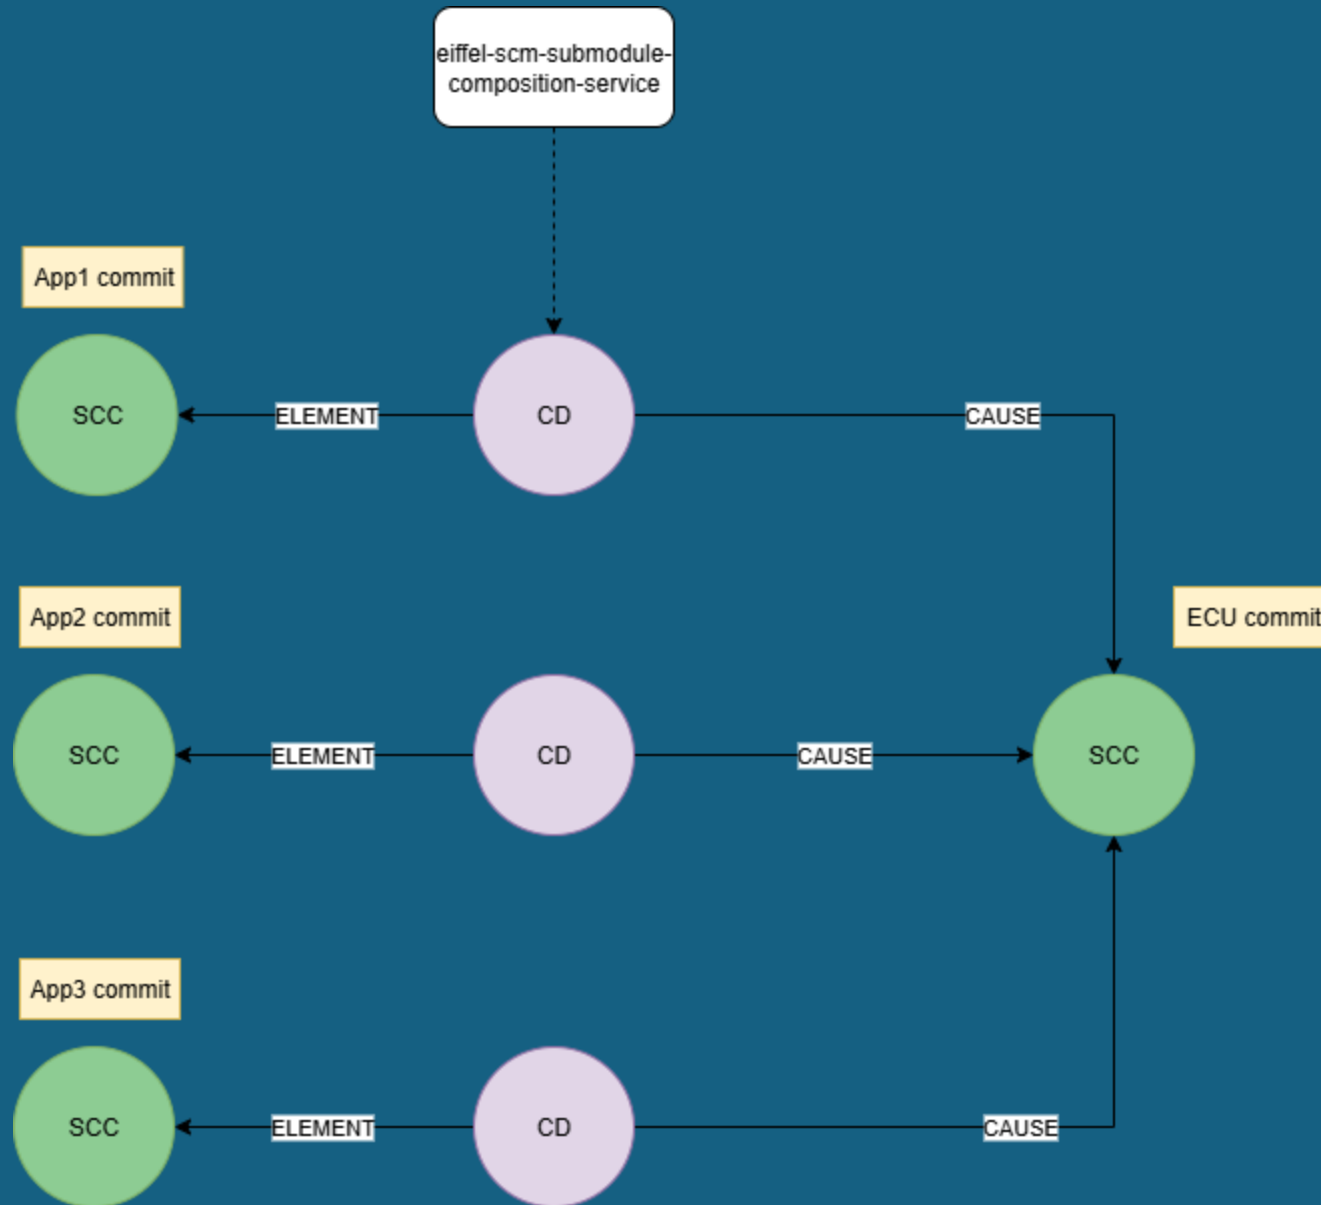 eiffel-scm-submodule-
composition-service
App1 commit
SCC
ELEMENT
CD
CAUSE
App2 commit
ECU commit
SCC
ELEMENT
CD
CAUSE
SCC
App3 commit
SCC
ELEMENT
CD
CAUSE